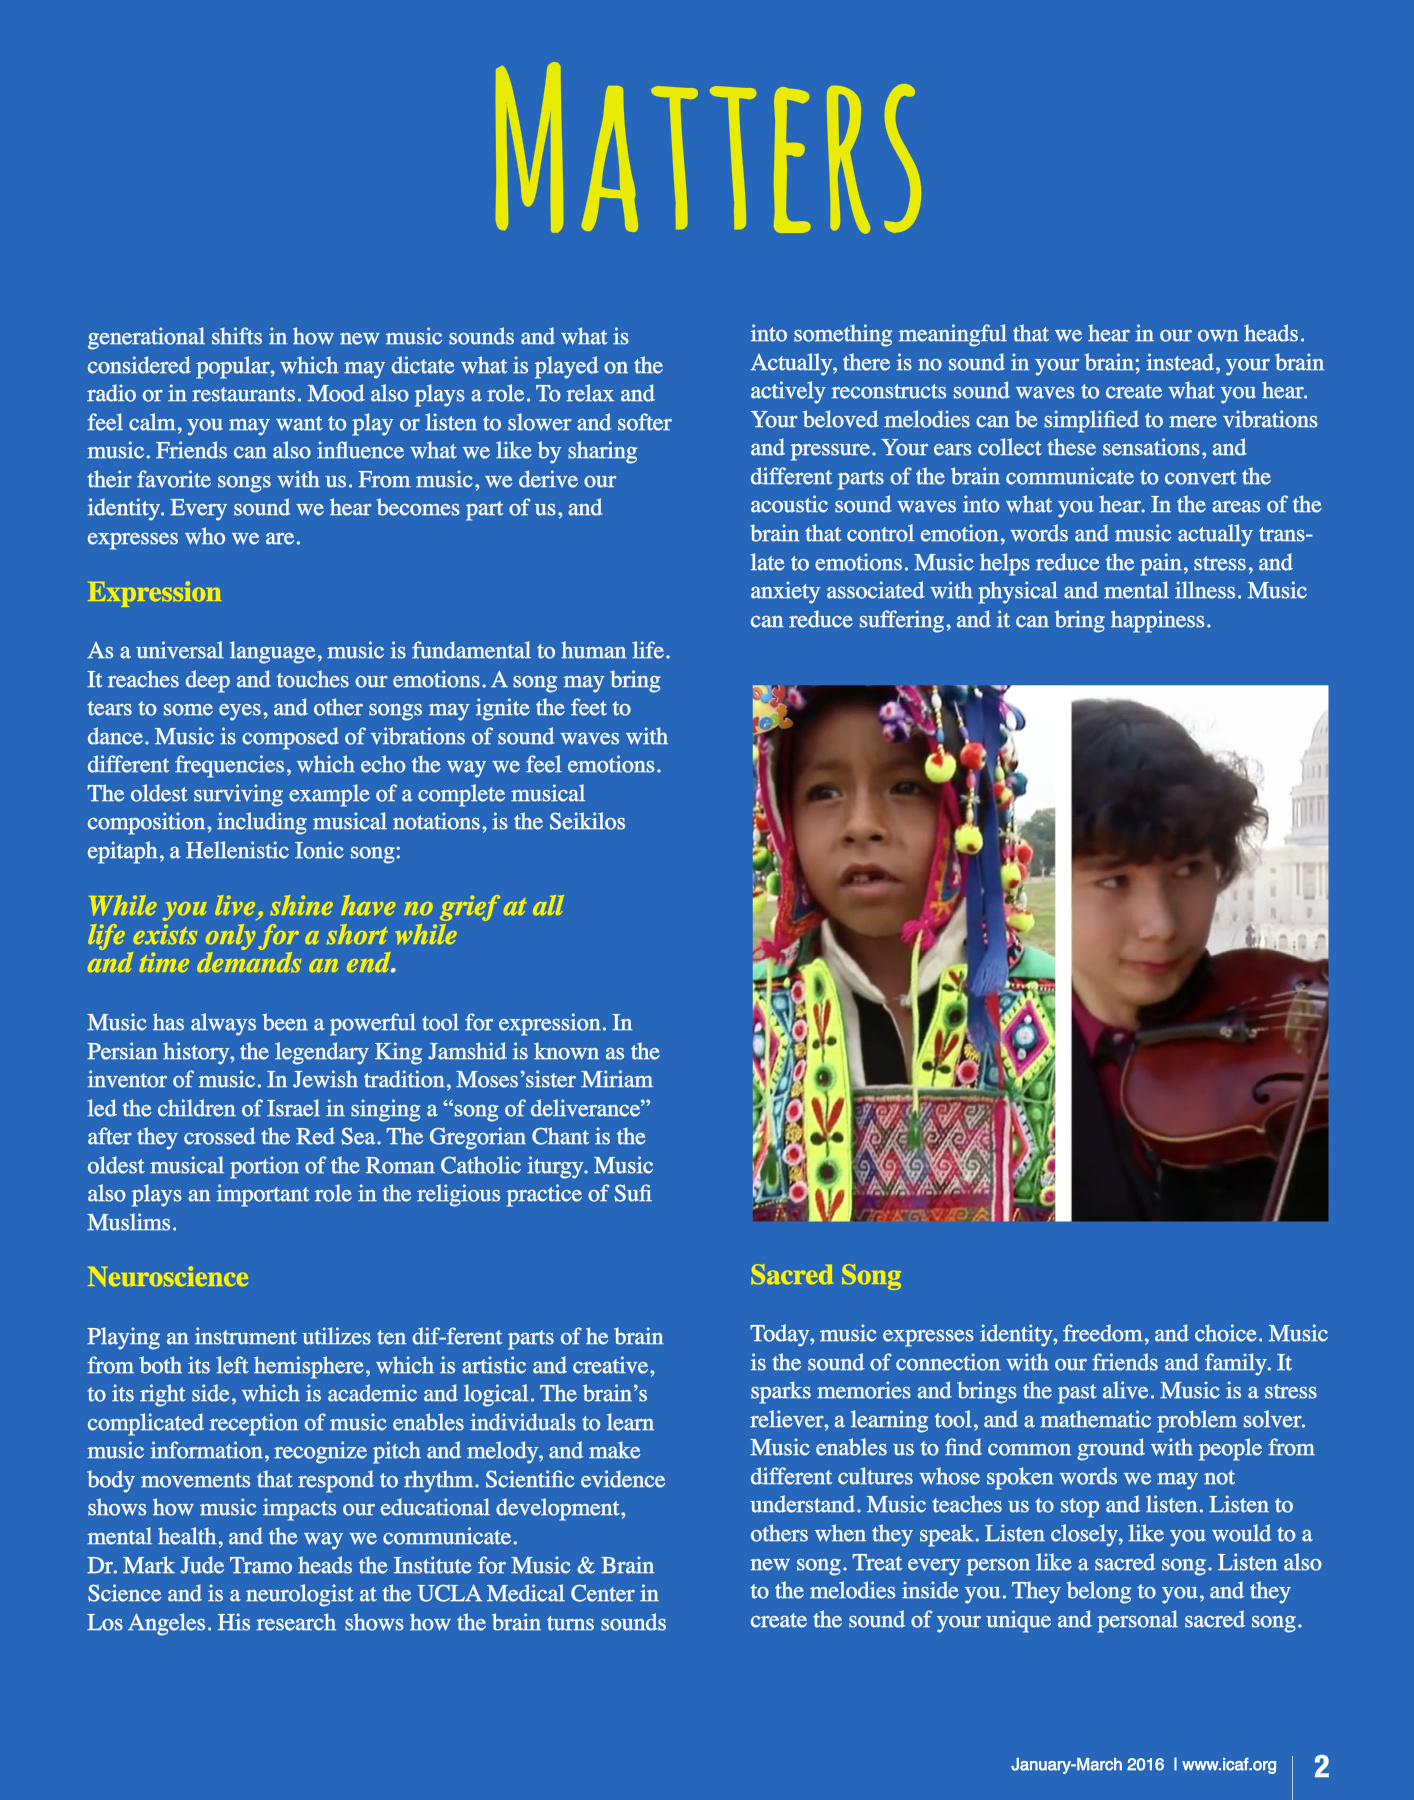 MATTERS
generational shifts in how new music sounds and what is
considered popular, which may dictate what is played on the
radio or in restaurants. Mood also plays a role. To relax and
feel calm, you may want to play or listen to slower and softer
music. Friends can also influence what we like by sharing
their favorite songs with us. From music, we derive our
identity. Every sound we hear becomes part of us, and
expresses who we are.
Expression
As a universal language, music is fundamental to human life.
It reaches deep and touches our emotions. A song may bring
tears to some eyes, and other songs may ignite the feet to
dance. Music is composed of vibrations of sound waves with
different frequencies, which echo the way we feel emotions.
The oldest surviving example of a complete musical
composition, including musical notations, is the Seikilos
epitaph, a Hellenistic Ionic song:
While you live, shine have no grief at all
life exists only for a short while
and time demands an end.
Music has always been a powerful tool for expression. In
Persian history, the legendary King Jamshid is known as the
inventor of music. In Jewish tradition, Moses'sister Miriam
led the children of Israel in singing a “song of deliverance”
after they crossed the Red Sea. The Gregorian Chant is the
oldest musical portion of the Roman Catholic iturgy. Music
also plays an important role in the religious practice of Sufi
Muslims.
Neuroscience
Playing an instrument utilizes ten dif-ferent parts of he brain
from both its left hemisphere, which is artistic and creative,
to its right side, which is academic and logical. The brain's
complicated reception of music enables individuals to learn
music information, recognize pitch and melody, and make
body movements that respond to rhythm. Scientific evidence
shows how music impacts our educational development,
mental health, and the way we communicate.
Dr. Mark Jude Tramo heads the Institute for Music & Brain
Science and is a neurologist at the UCLA Medical Center in
Los Angeles. His research shows how the brain turns sounds
into something meaningful that we hear in our own heads.
Actually, there is no sound in your brain; instead, your brain
actively reconstructs sound waves to create what you hear.
Your beloved melodies can be simplified to mere vibrations
and pressure. Your ears collect these sensations, and
different parts of the brain communicate to convert the
acoustic sound waves into what you hear. In the areas of the
brain that control emotion, words and music actually trans-
late to emotions. Music helps reduce the pain, stress, and
anxiety associated with physical and mental illness. Music
can reduce suffering, and it can bring happiness.
Sacred Song
Today, music expresses identity, freedom, and choice. Music
is the sound of connection with our friends and family. It
sparks memories and brings the past alive. Music is a stress
reliever, a learning tool, and a mathematic problem solver.
Music enables us to find common ground with people from
different cultures whose spoken words we may not
understand. Music teaches us to stop and listen. Listen to
others when they speak. Listen closely, like you would to a
new song. Treat every person like a sacred song. Listen also
to the melodies inside you. They belong to you, and they
create the sound of your unique and personal sacred song.
January-March 2016 | www.icaf.org 2